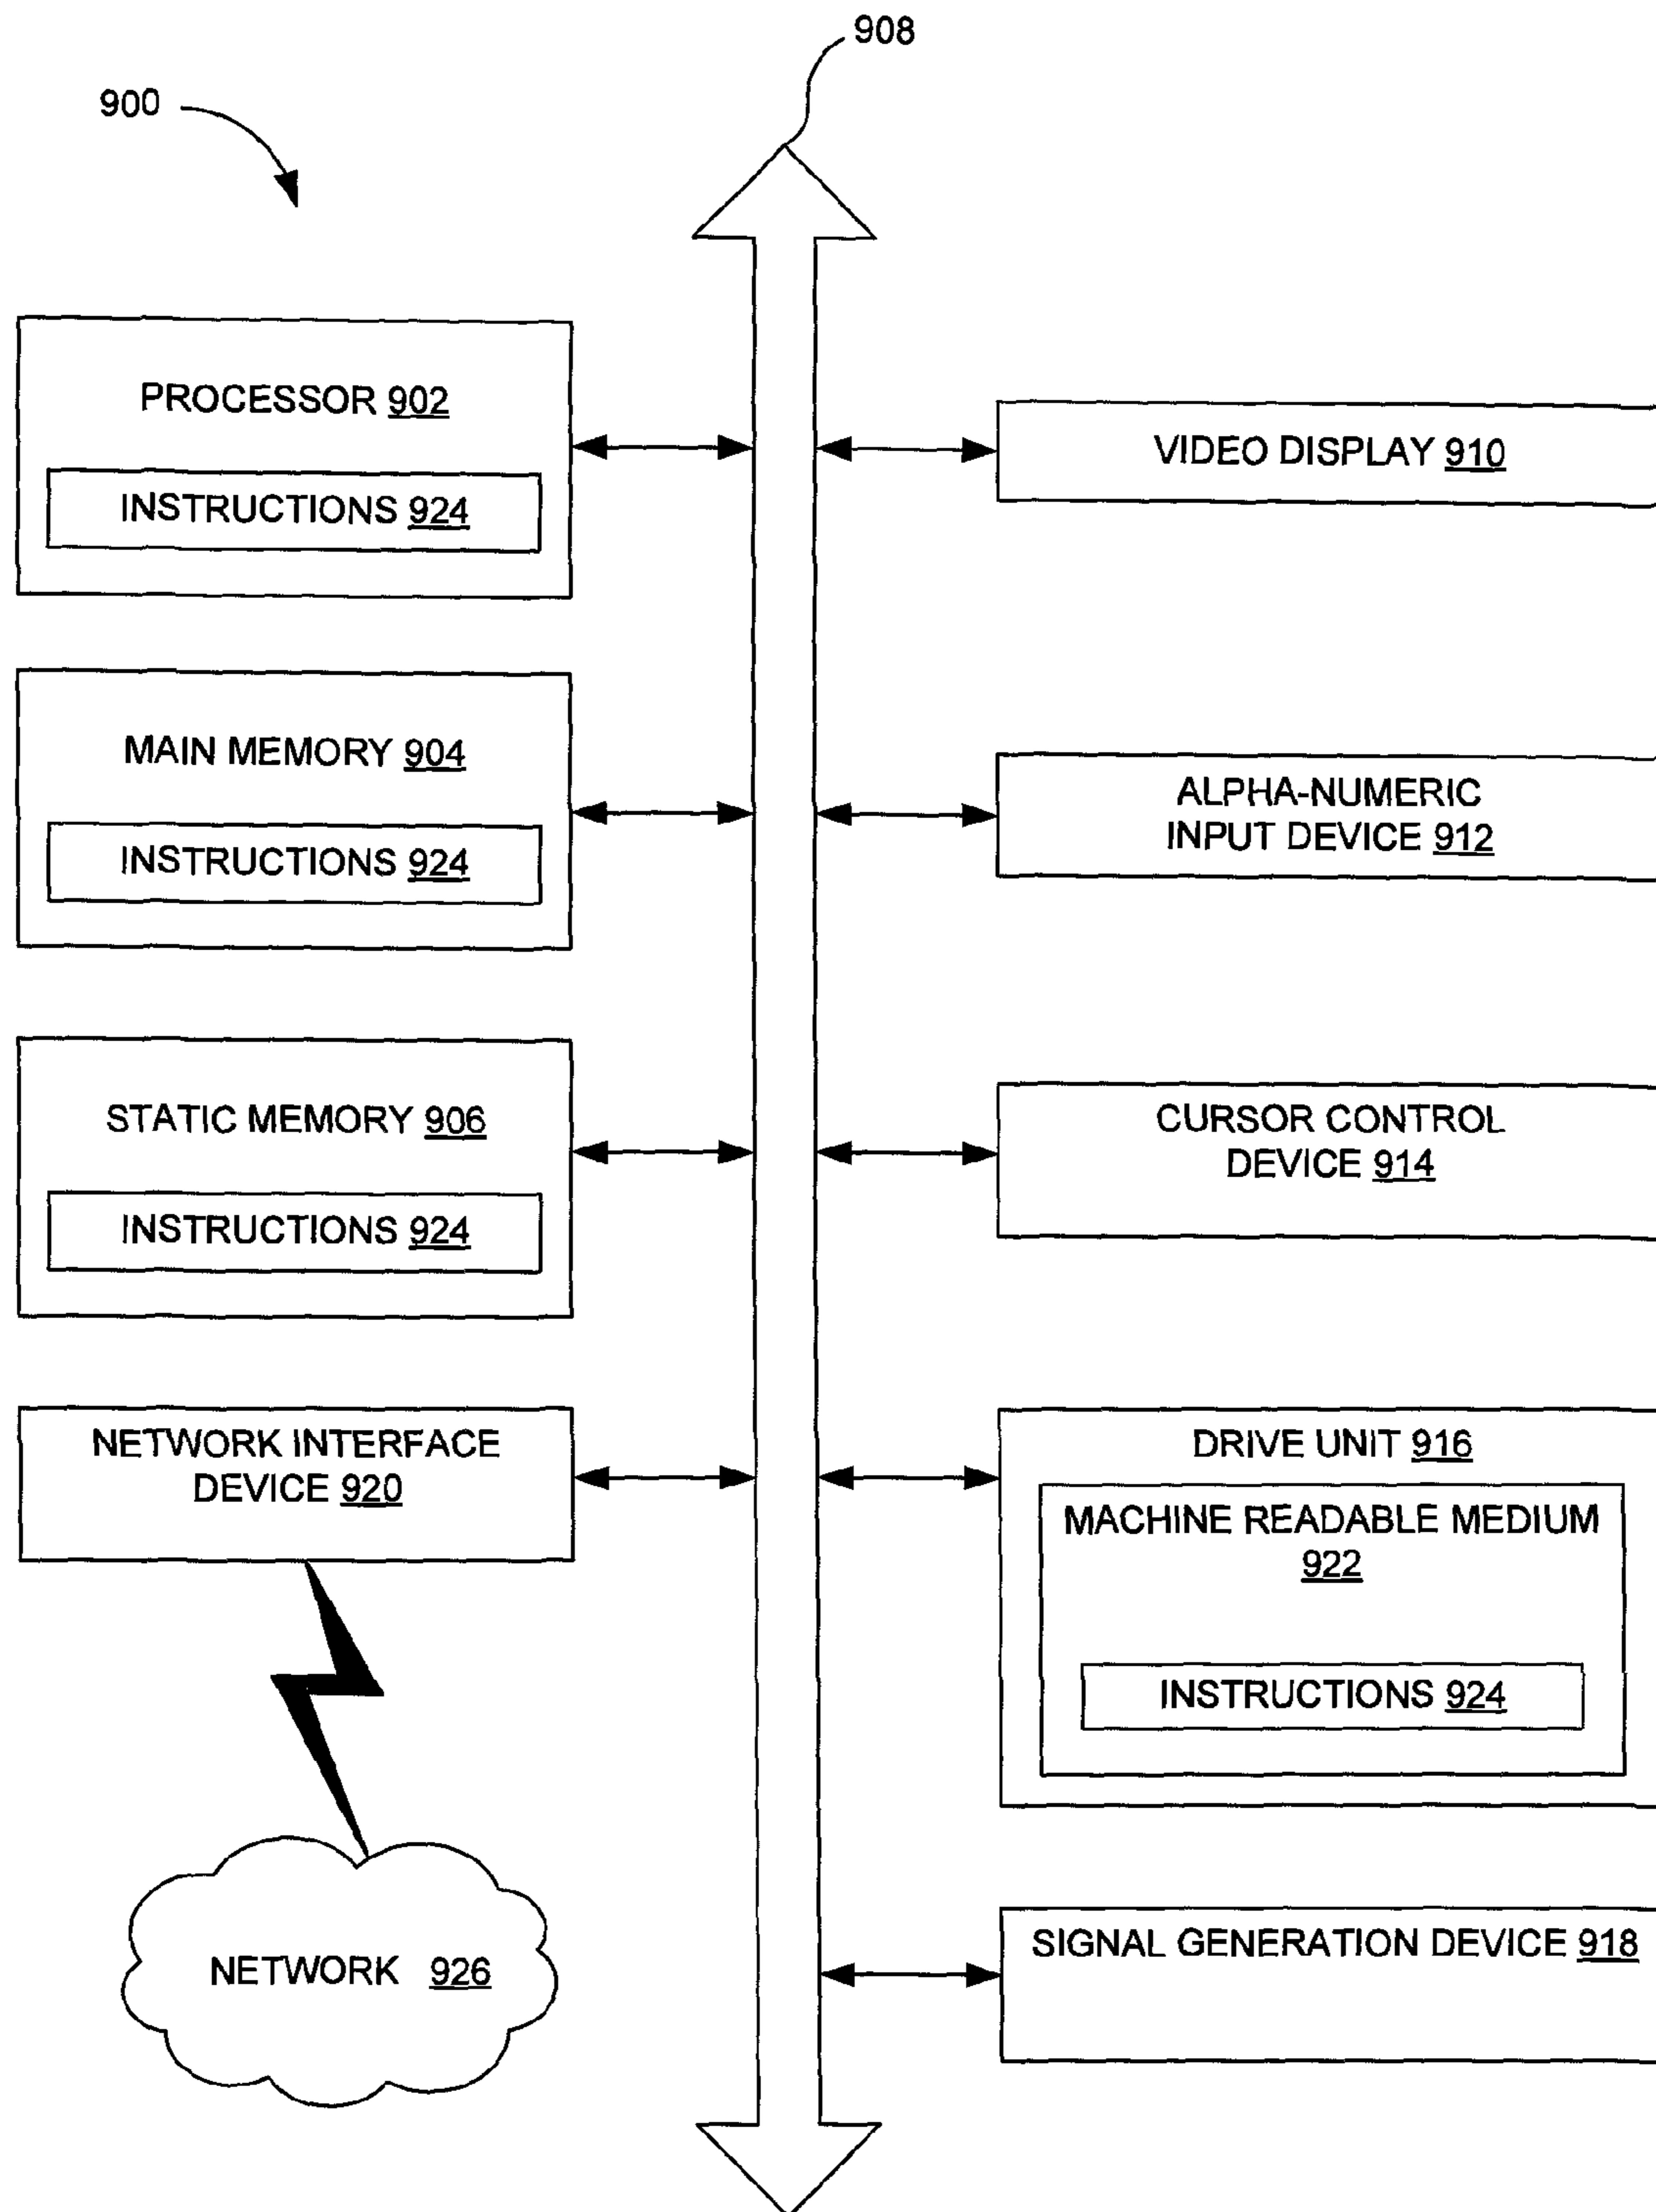 908
900
PROCESSOR 902
INSTRUCTIONS 924
MAIN MEMORY 904
INSTRUCTIONS 924
STATIC MEMORY 906
INSTRUCTIONS 924
NETWORK INTERFACE
DEVICE 920
NETWORK 926
VIDEO DISPLAY 910
ALPHA-NUMERIC
INPUT DEVICE 912
CURSOR CONTROL
DEVICE 914
DRIVE UNIT 916
MACHINE READABLE MEDIUM
922
INSTRUCTIONS 924
SIGNAL GENERATION DEVICE 918